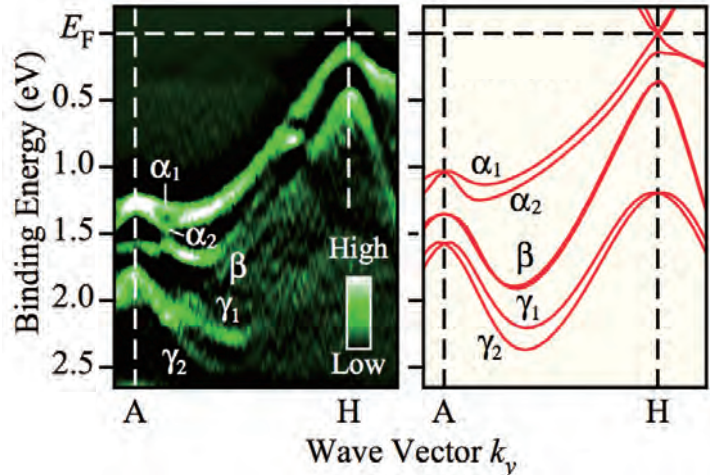 E_F
0.5
1.0
1.5
2.0
2.5
Binding Energy (eV)
α₁
α₂
β
γ₁
γ₂
High
Low
α₁
α₂
β
γ₁
γ₂
A
H
A
H
Wave Vector k_y